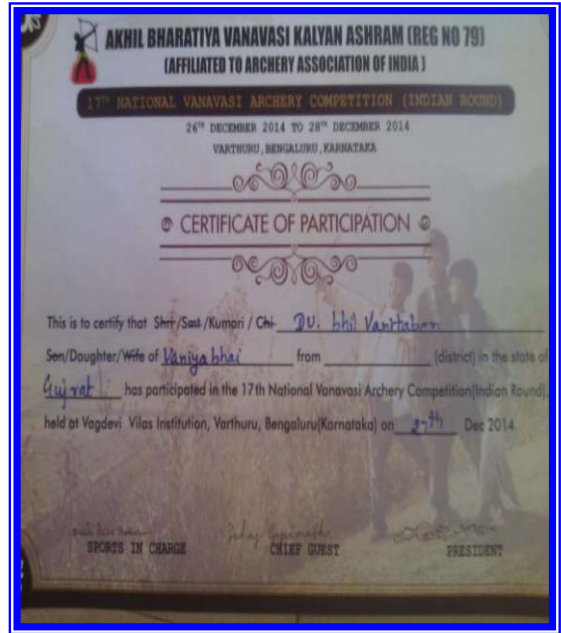 AKHIL BHARATIYA VANAVASI KALYAN ASHRAM (REG NO 79)
(AFFILIATED TO ARCHERY ASSOCIATION OF INDIA)
17TH NATIONAL VANAVASI ARCHERY COMPETITION (INDIAN ROUND)
26TH DECEMBER 2014 TO 28TH DECEMBER 2014
VARTHURU, BENGALURU, KARNATAKA
CERTIFICATE OF PARTICIPATION
This is to certify that Shri /Smt /Kumari / Chi DU. bhil Vanitaben
Son/Daughter/Wife of Vaniyabhai from (district) in the state of
Gujrat has participated in the 17th National Vanavasi Archery Competition(Indian Round),
held at Vagdevi Vilas Institution, Varthuru, Bengaluru(Karnataka) on 27th Dec 2014.
SPORTS IN CHARGE CHIEF GUEST PRESIDENT